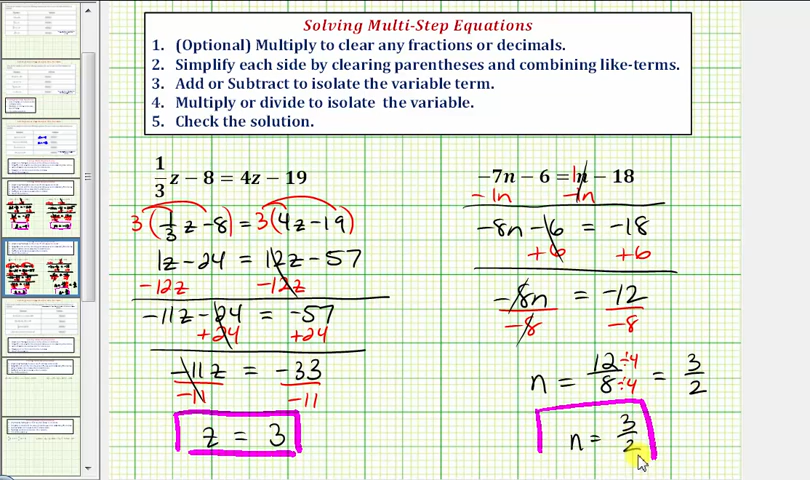 Solving Multi-Step Equations
1. (Optional) Multiply to clear any fractions or decimals.
2. Simplify each side by clearing parentheses and combining like-terms.
3. Add or Subtract to isolate the variable term.
4. Multiply or divide to isolate the variable.
5. Check the solution.
1/3 z − 8 = 4z − 19
3(1/3 z − 8) = 3(4z − 19)
1z − 24 = 12z − 57
−12z −12z
−11z − 24 = −57
+24 +24
−11z = −33
−11 −11
z = 3
−7n − 6 = 1n − 18
−1n −1n
−8n − 6 = −18
+6 +6
−8n = −12
−8 −8
n = 12÷4 / 8÷4 = 3/2
n = 3/2